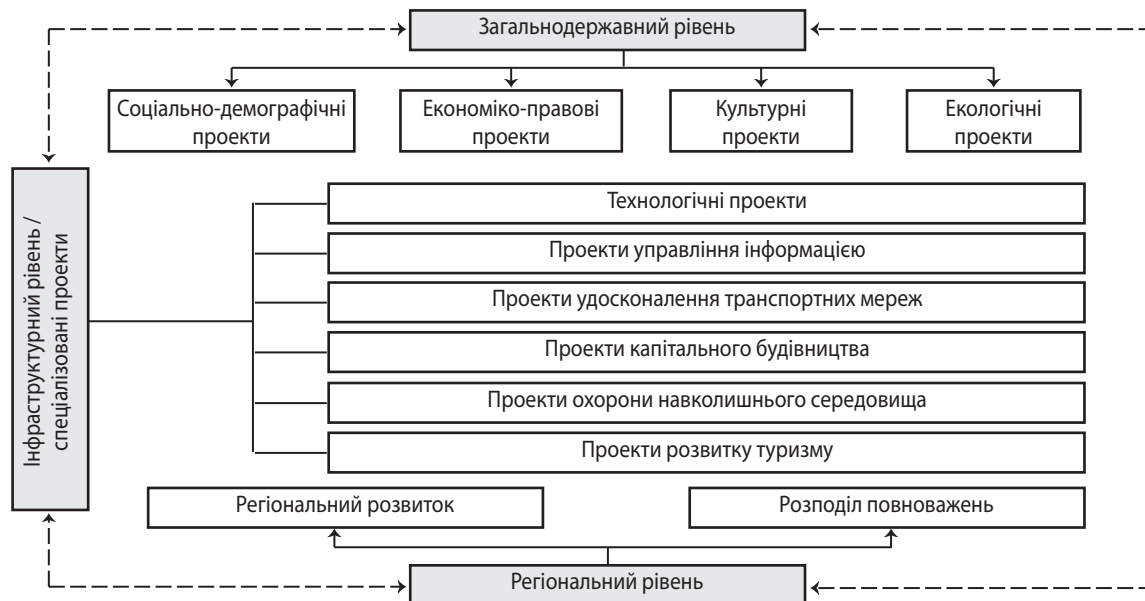 Загальнодержавний рівень
Соціально-демографічні
проекти
Економіко-правові
проекти
Культурні
проекти
Екологічні
проекти
Інфраструктурний рівень /
спеціалізовані проекти
Технологічні проекти
Проекти управління інформацією
Проекти удосконалення транспортних мереж
Проекти капітального будівництва
Проекти охорони навколишнього середовища
Проекти розвитку туризму
Регіональний розвиток
Розподіл повноважень
Регіональний рівень